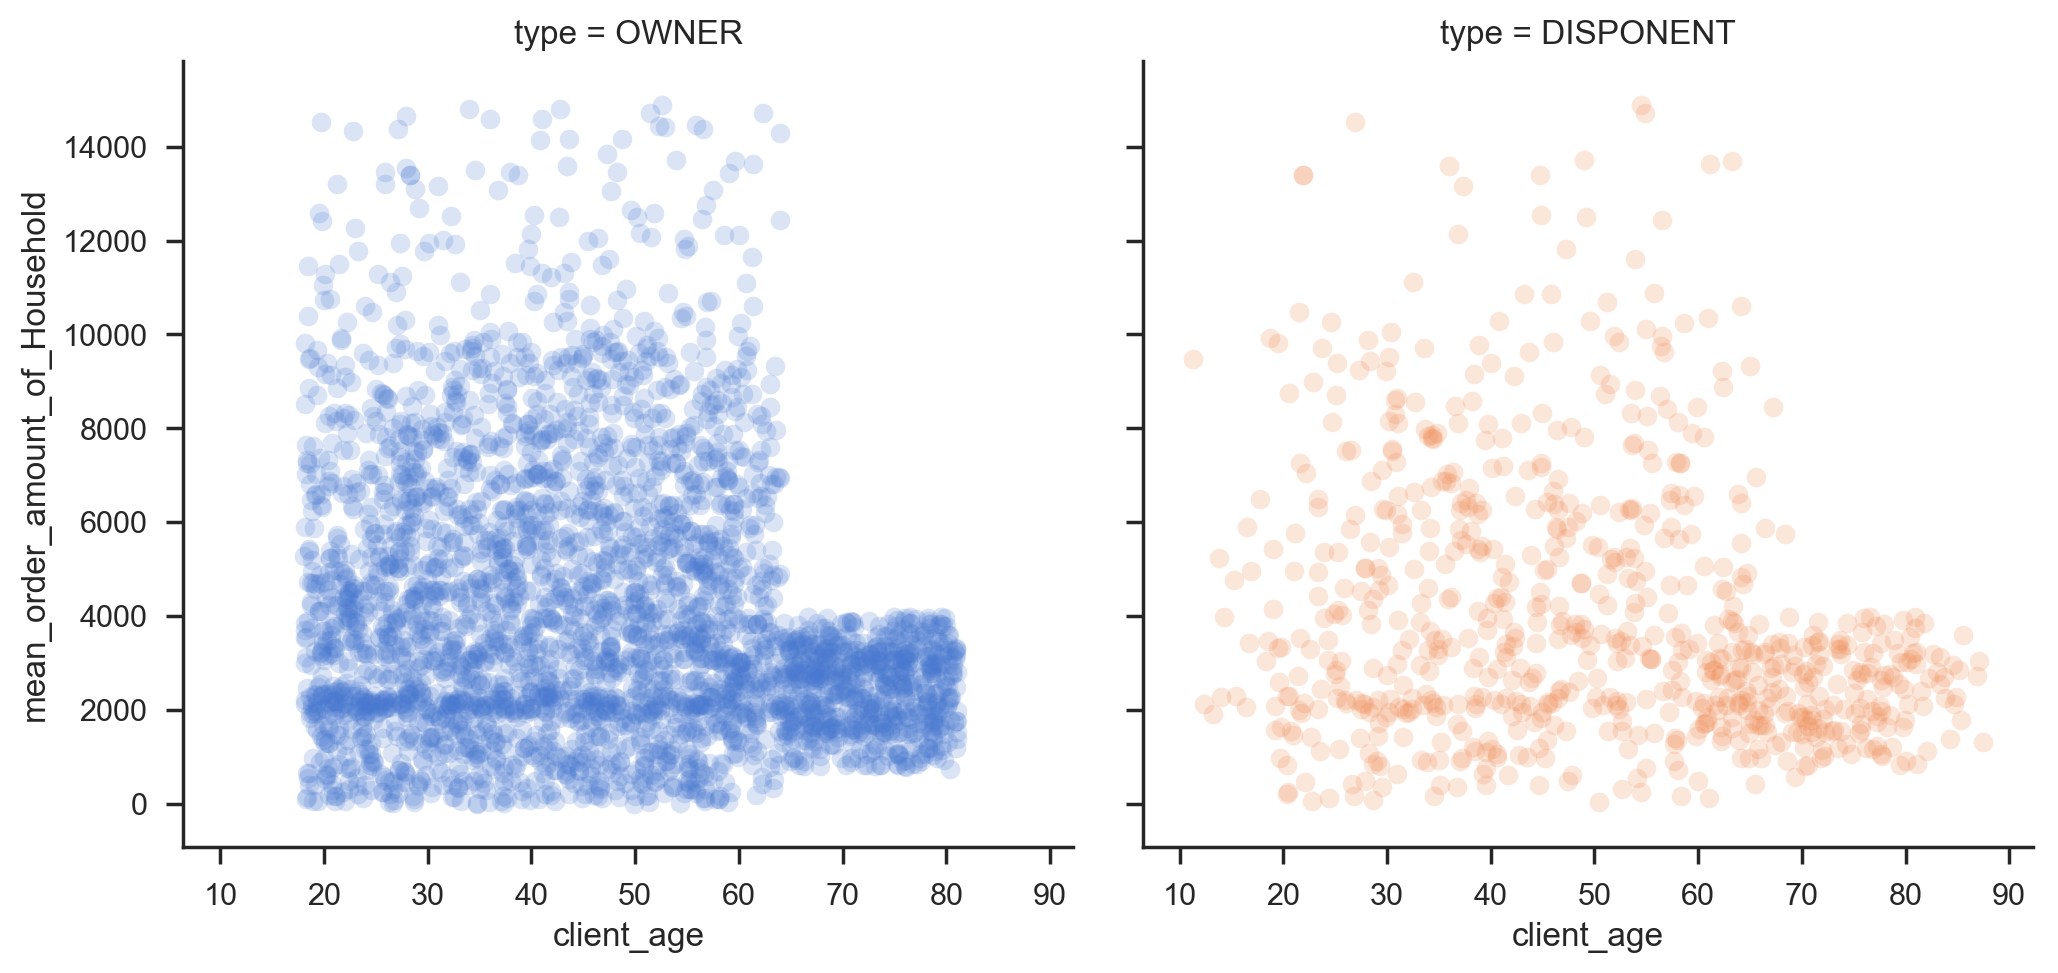 type = OWNER
type = DISPONENT
mean_order_amount_of_Household
14000
12000
10000
8000
6000
4000
2000
0
10 20 30 40 50 60 70 80 90
10 20 30 40 50 60 70 80 90
client_age
client_age